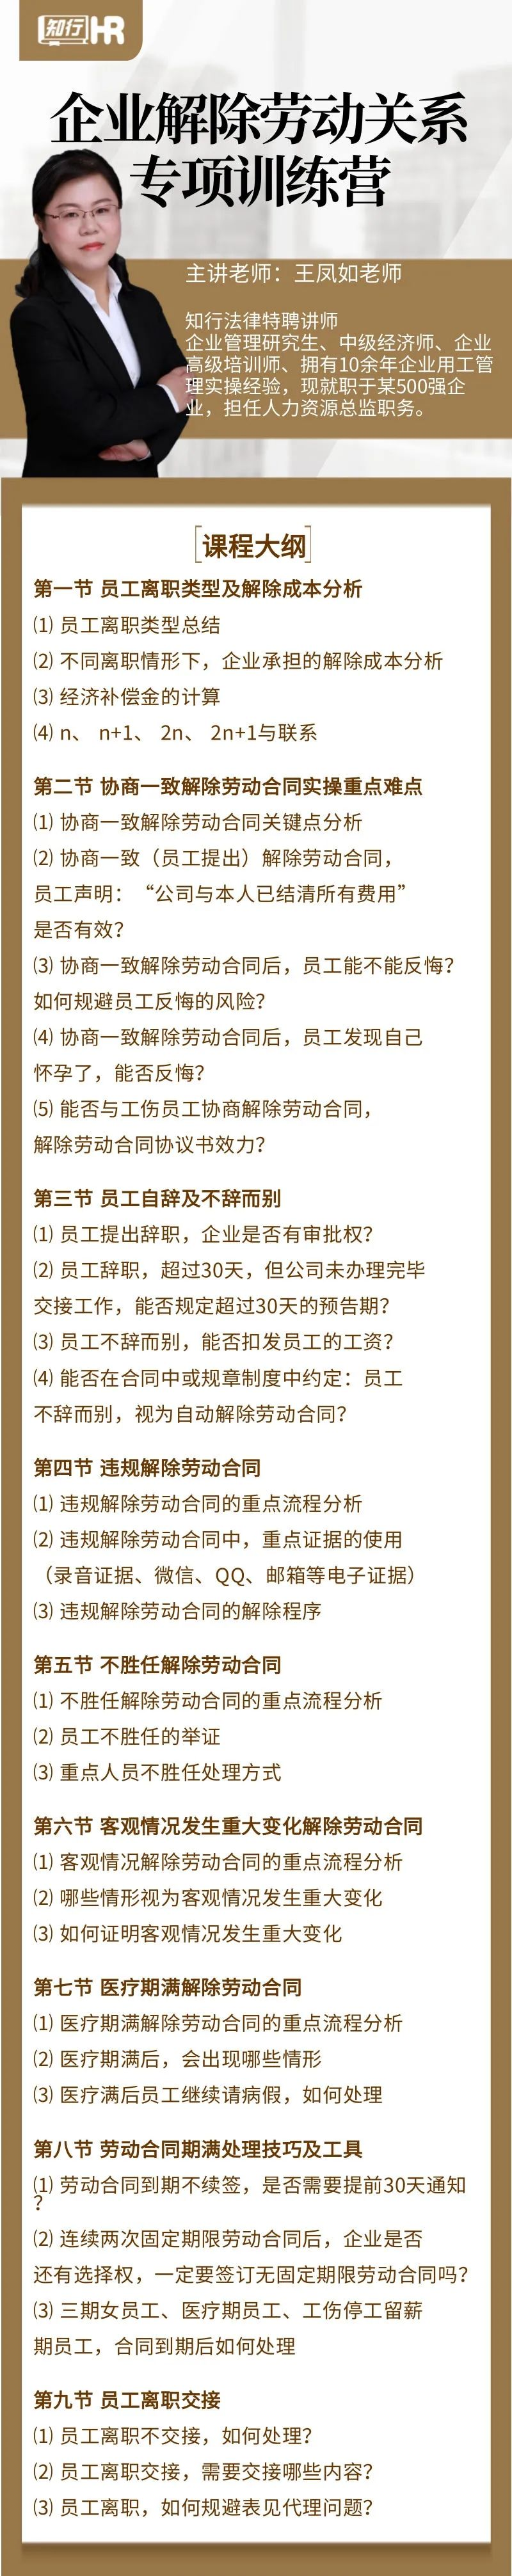 知行HR
企业解除劳动关系
专项训练营
主讲老师：王凤如老师
知行法律特聘讲师
企业管理研究生、中级经济师、企业
高级培训师、拥有10余年企业用工管
理实操经验，现就职于某500强企
业，担任人力资源总监职务。
课程大纲
第一节 员工离职类型及解除成本分析
⑴ 员工离职类型总结
⑵ 不同离职情形下，企业承担的解除成本分析
⑶ 经济补偿金的计算
⑷ n、 n+1、 2n、 2n+1与联系
第二节 协商一致解除劳动合同实操重点难点
⑴ 协商一致解除劳动合同关键点分析
⑵ 协商一致（员工提出）解除劳动合同，
员工声明：“公司与本人已结清所有费用”
是否有效？
⑶ 协商一致解除劳动合同后，员工能不能反悔？
如何规避员工反悔的风险？
⑷ 协商一致解除劳动合同后，员工发现自己
怀孕了，能否反悔？
⑸ 能否与工伤员工协商解除劳动合同，
解除劳动合同协议书效力？
第三节 员工自辞及不辞而别
⑴ 员工提出辞职，企业是否有审批权？
⑵ 员工辞职，超过30天，但公司未办理完毕
交接工作，能否规定超过30天的预告期？
⑶ 员工不辞而别，能否扣发员工的工资？
⑷ 能否在合同中或规章制度中约定：员工
不辞而别，视为自动解除劳动合同？
第四节 违规解除劳动合同
⑴ 违规解除劳动合同的重点流程分析
⑵ 违规解除劳动合同中，重点证据的使用
（录音证据、微信、QQ、邮箱等电子证据）
⑶ 违规解除劳动合同的解除程序
第五节 不胜任解除劳动合同
⑴ 不胜任解除劳动合同的重点流程分析
⑵ 员工不胜任的举证
⑶ 重点人员不胜任处理方式
第六节 客观情况发生重大变化解除劳动合同
⑴ 客观情况解除劳动合同的重点流程分析
⑵ 哪些情形视为客观情况发生重大变化
⑶ 如何证明客观情况发生重大变化
第七节 医疗期满解除劳动合同
⑴ 医疗期满解除劳动合同的重点流程分析
⑵ 医疗期满后，会出现哪些情形
⑶ 医疗满后员工继续请病假，如何处理
第八节 劳动合同期满处理技巧及工具
⑴ 劳动合同到期不续签，是否需要提前30天通知
？
⑵ 连续两次固定期限劳动合同后，企业是否
还有选择权，一定要签订无固定期限劳动合同吗？
⑶ 三期女员工、医疗期员工、工伤停工留薪
期员工，合同到期后如何处理
第九节 员工离职交接
⑴ 员工离职不交接，如何处理？
⑵ 员工离职交接，需要交接哪些内容？
⑶ 员工离职，如何规避表见代理问题？